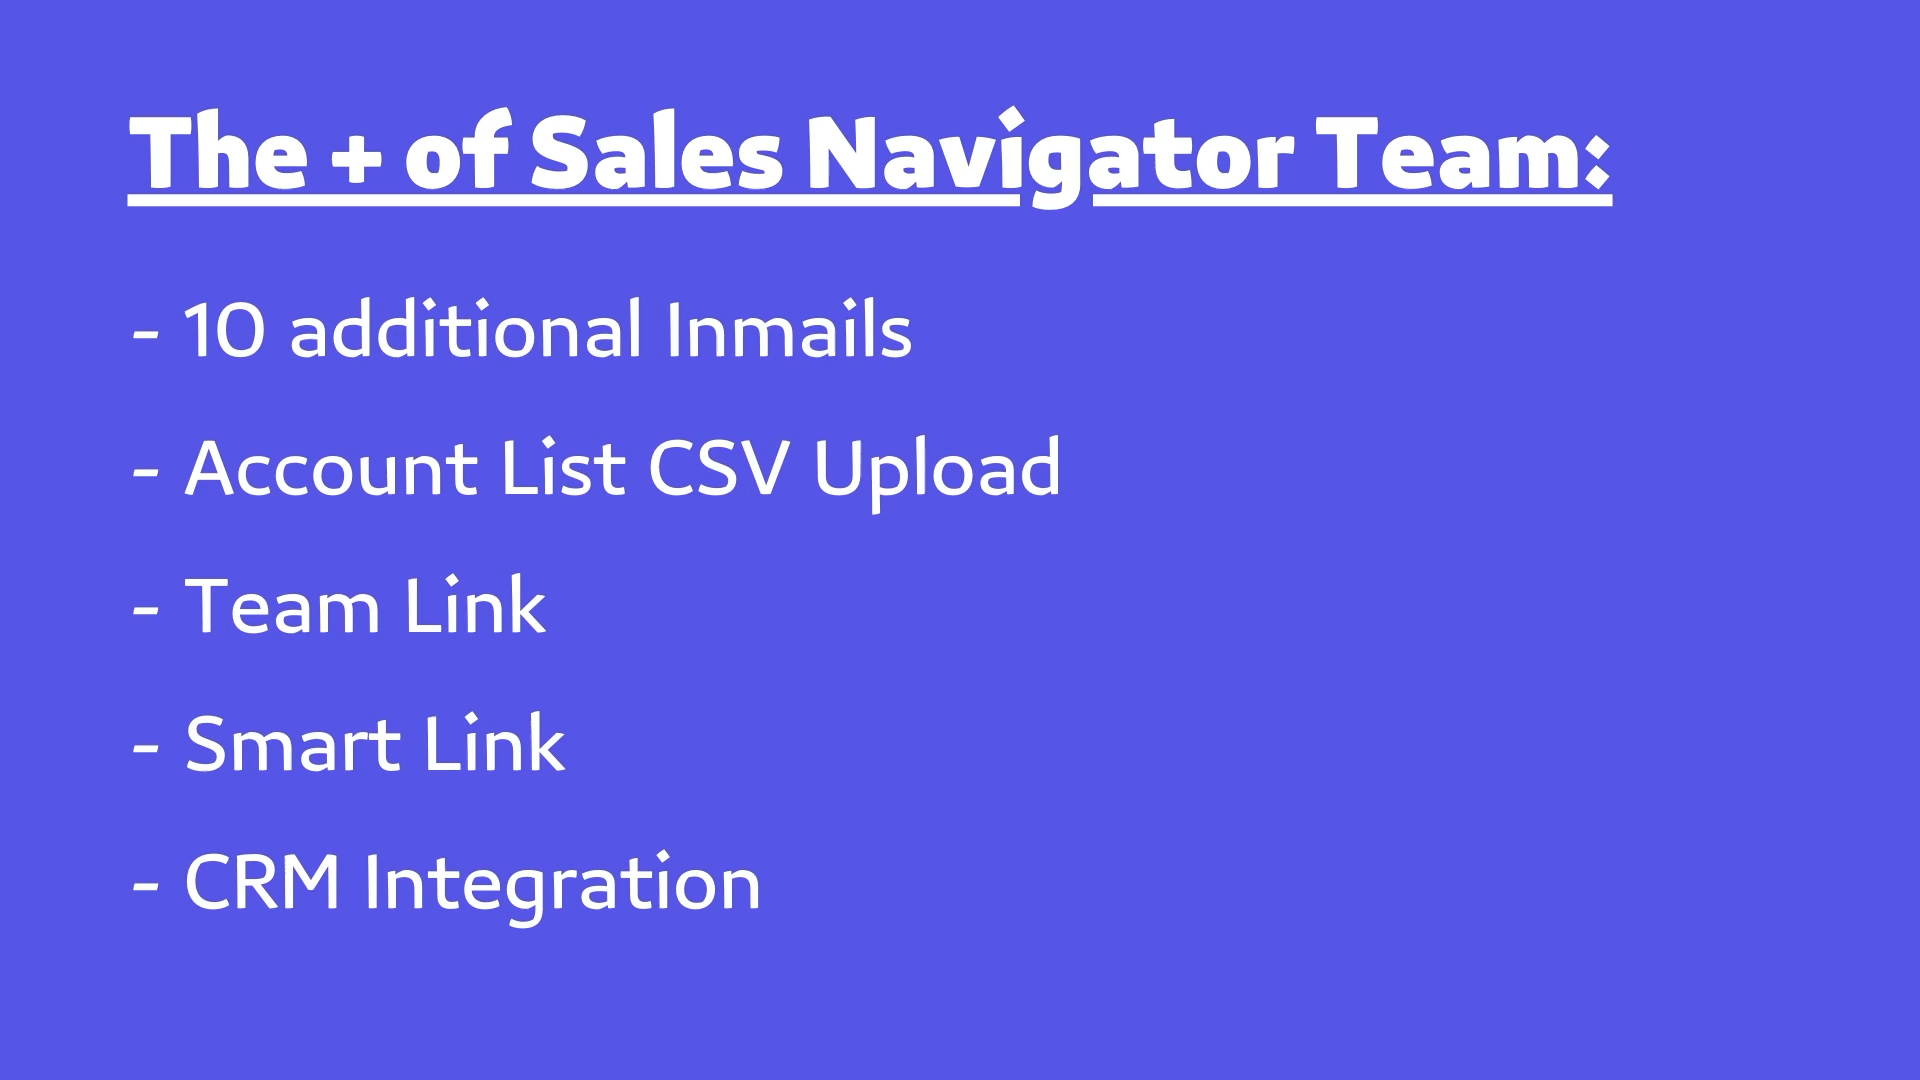 The + of Sales Navigator Team:
- 10 additional Inmails
- Account List CSV Upload
- Team Link
- Smart Link
- CRM Integration